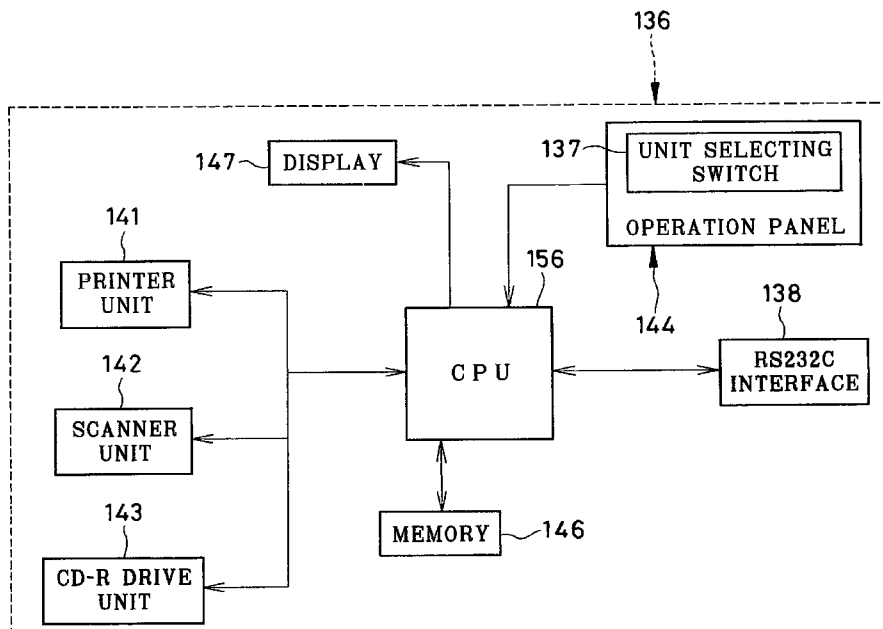 136
137
UNIT SELECTING
SWITCH
OPERATION PANEL
144
147
DISPLAY
141
PRINTER
UNIT
156
CPU
138
RS232C
INTERFACE
142
SCANNER
UNIT
143
CD-R DRIVE
UNIT
MEMORY
146